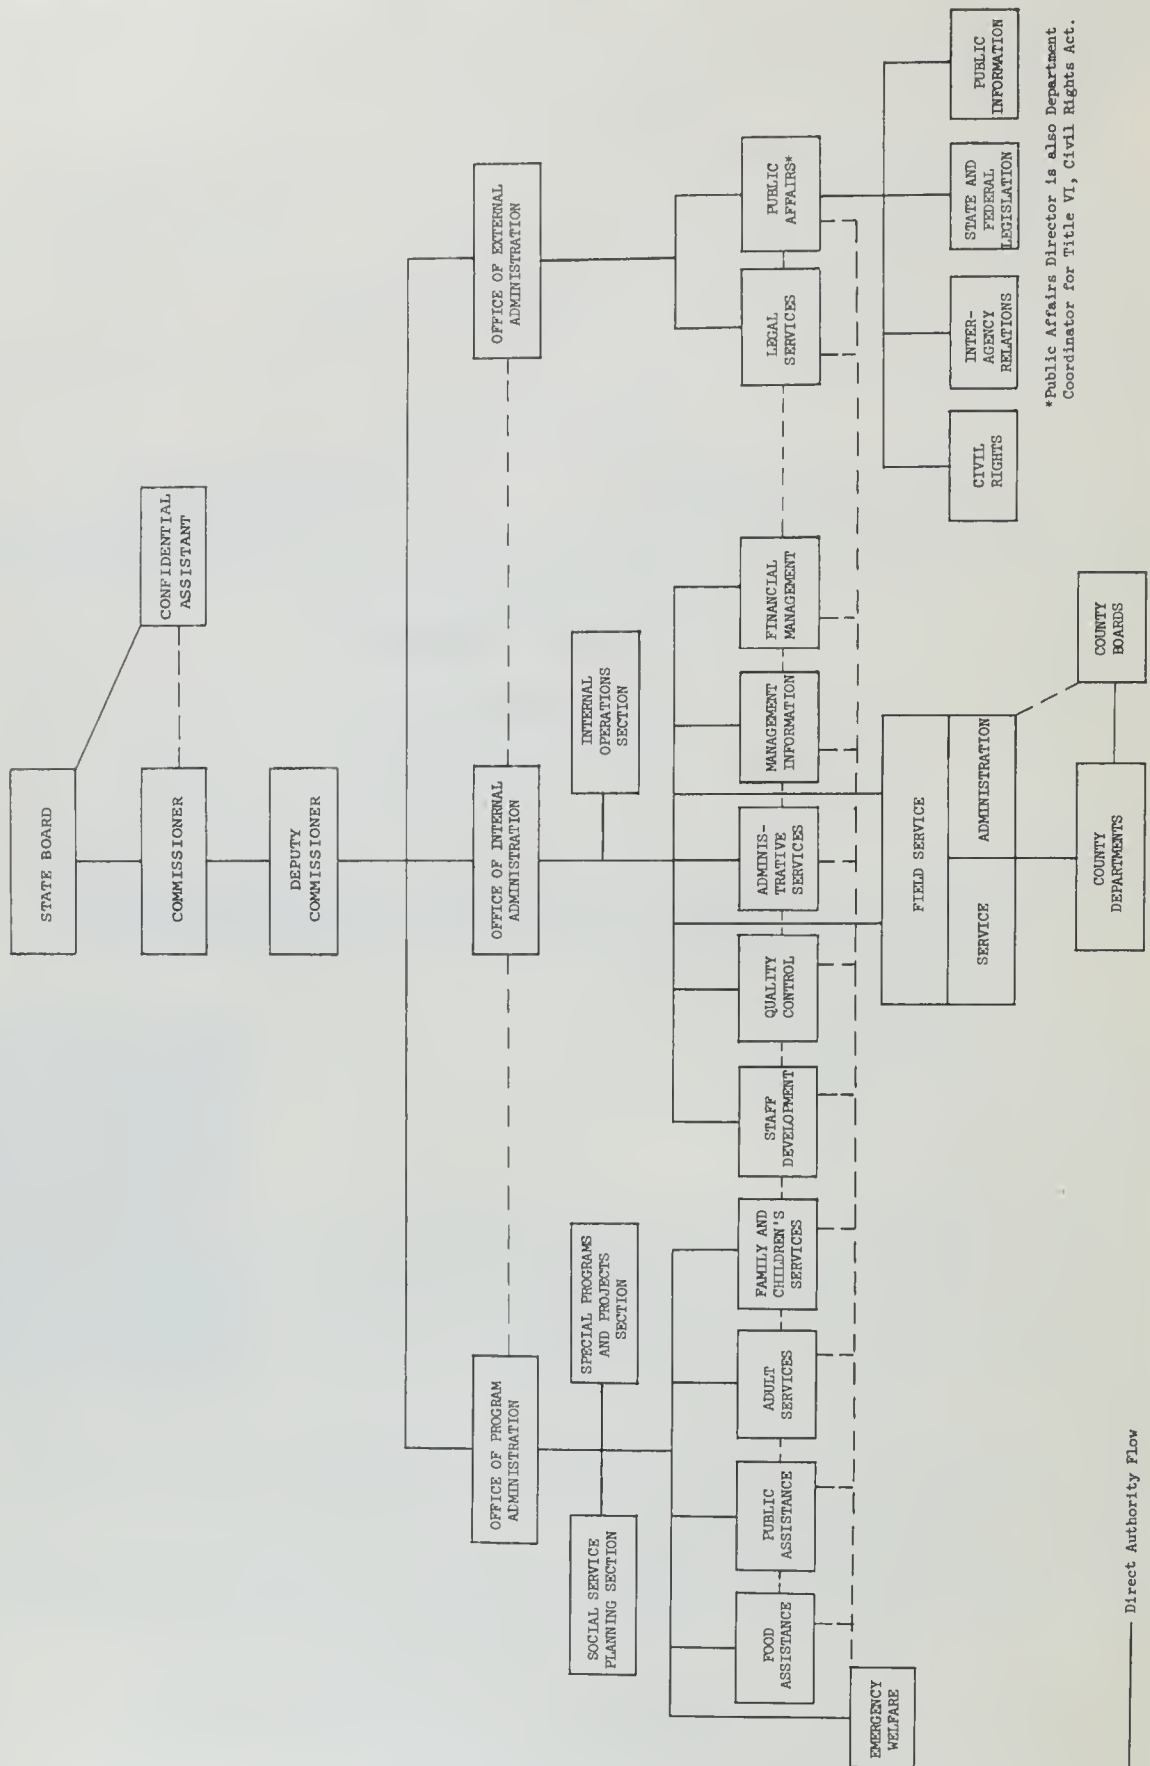 STATE BOARD
CONFIDENTIAL
ASSISTANT
COMMISSIONER
DEPUTY
COMMISSIONER
OFFICE OF PROGRAM
ADMINISTRATION
OFFICE OF INTERNAL
ADMINISTRATION
OFFICE OF EXTERNAL
ADMINISTRATION
SOCIAL SERVICE
PLANNING SECTION
SPECIAL PROGRAMS
AND PROJECTS
SECTION
INTERNAL
OPERATIONS
SECTION
FOOD
ASSISTANCE
PUBLIC
ASSISTANCE
ADULT
SERVICES
FAMILY AND
CHILDREN'S
SERVICES
STAFF
DEVELOPMENT
QUALITY
CONTROL
ADMINIS-
TRATIVE
SERVICES
MANAGEMENT
INFORMATION
FINANCIAL
MANAGEMENT
LEGAL
SERVICES
PUBLIC
AFFAIRS*
EMERGENCY
WELFARE
FIELD SERVICE
SERVICE
ADMINISTRATION
CIVIL
RIGHTS
INTER-
AGENCY
RELATIONS
STATE AND
FEDERAL
LEGISLATION
PUBLIC
INFORMATION
COUNTY
DEPARTMENTS
COUNTY
BOARDS
*Public Affairs Director is also Department
Coordinator for Title VI, Civil Rights Act.
Direct Authority Flow